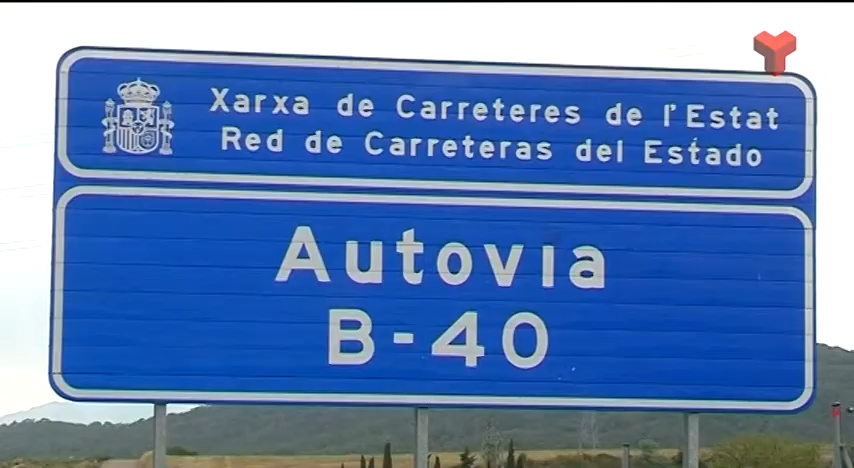 Xarxa de Carreteres de l'Estat
Red de Carreteras del Estado
Autovia
B-40